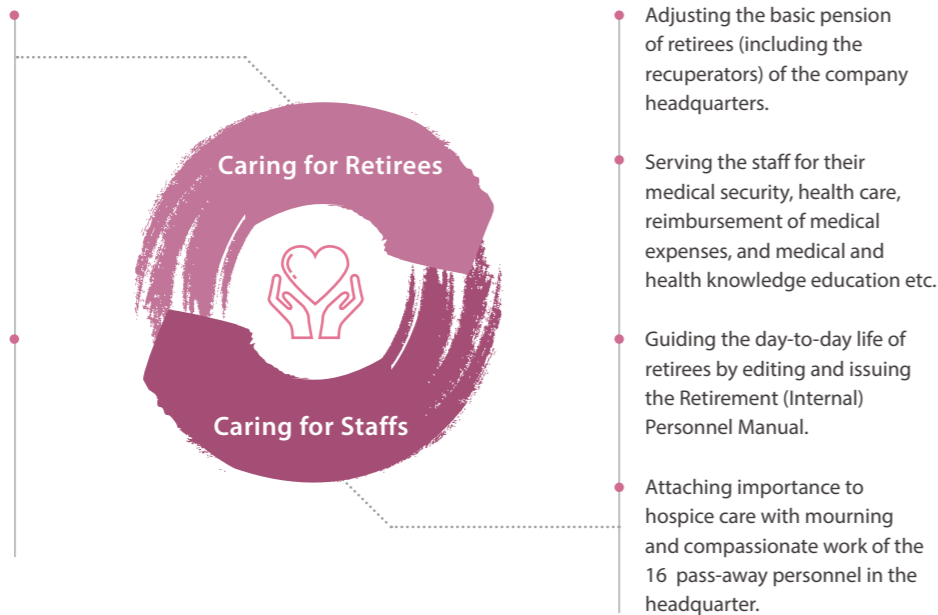 Caring for Retirees
Caring for Staffs
Adjusting the basic pension
of retirees (including the
recuperators) of the company
headquarters.
Serving the staff for their
medical security, health care,
reimbursement of medical
expenses, and medical and
health knowledge education etc.
Guiding the day-to-day life of
retirees by editing and issuing
the Retirement (Internal)
Personnel Manual.
Attaching importance to
hospice care with mourning
and compassionate work of the
16 pass-away personnel in the
headquarter.